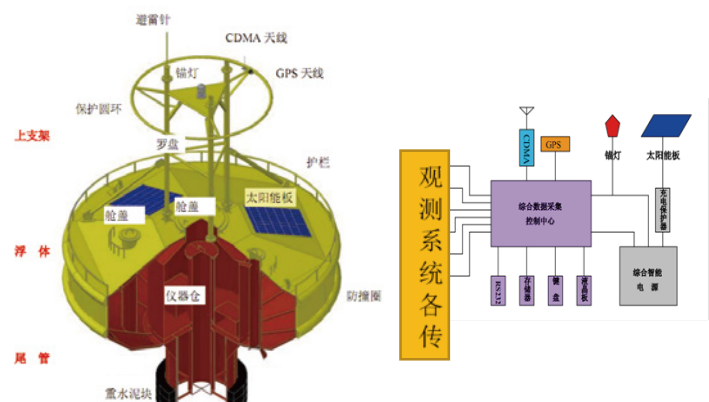 避雷针
CDMA 天线
GPS 天线
锚灯
保护圆环
上支架
罗盘
护栏
舱盖
舱盖
太阳能板
浮 体
仪器仓
防撞圈
尾 管
重水泥块
观测系统各传
CDMA
GPS
锚灯
太阳能板
综合数据采集
控制中心
充电保护器
综合智能
电 源
RS232
存储器
键 盘
液晶板